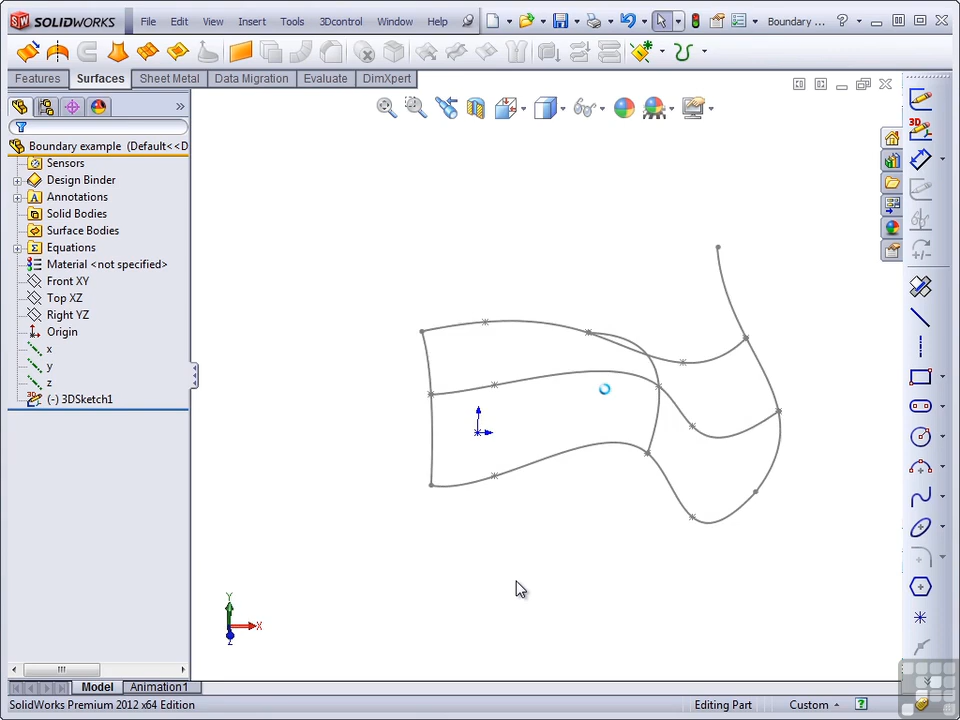 SOLIDWORKS File Edit View Insert Tools 3Dcontrol Window Help Boundary ... ?
Features Surfaces Sheet Metal Data Migration Evaluate DimXpert
Boundary example (Default<<D
Sensors
Design Binder
Annotations
Solid Bodies
Surface Bodies
Equations
Material <not specified>
Front XY
Top XZ
Right YZ
Origin
x
y
z
(-) 3DSketch1
3D
Y
X
Z
Model Animation1
SolidWorks Premium 2012 x64 Edition Editing Part Custom ?